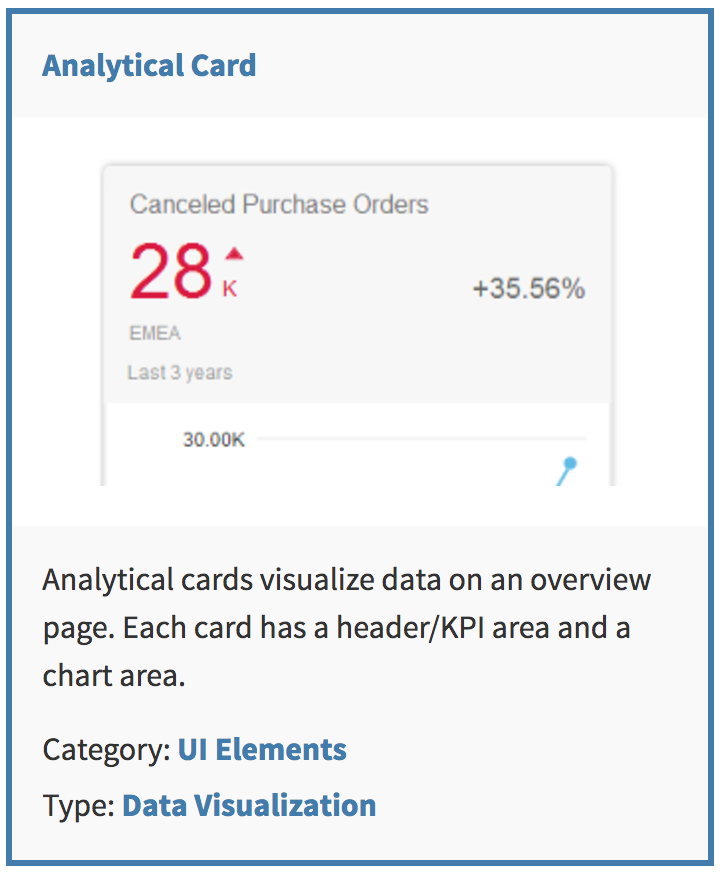 Analytical Card
Canceled Purchase Orders
28 K
+35.56%
EMEA
Last 3 years
30.00K
Analytical cards visualize data on an overview
page. Each card has a header/KPI area and a
chart area.
Category: UI Elements
Type: Data Visualization